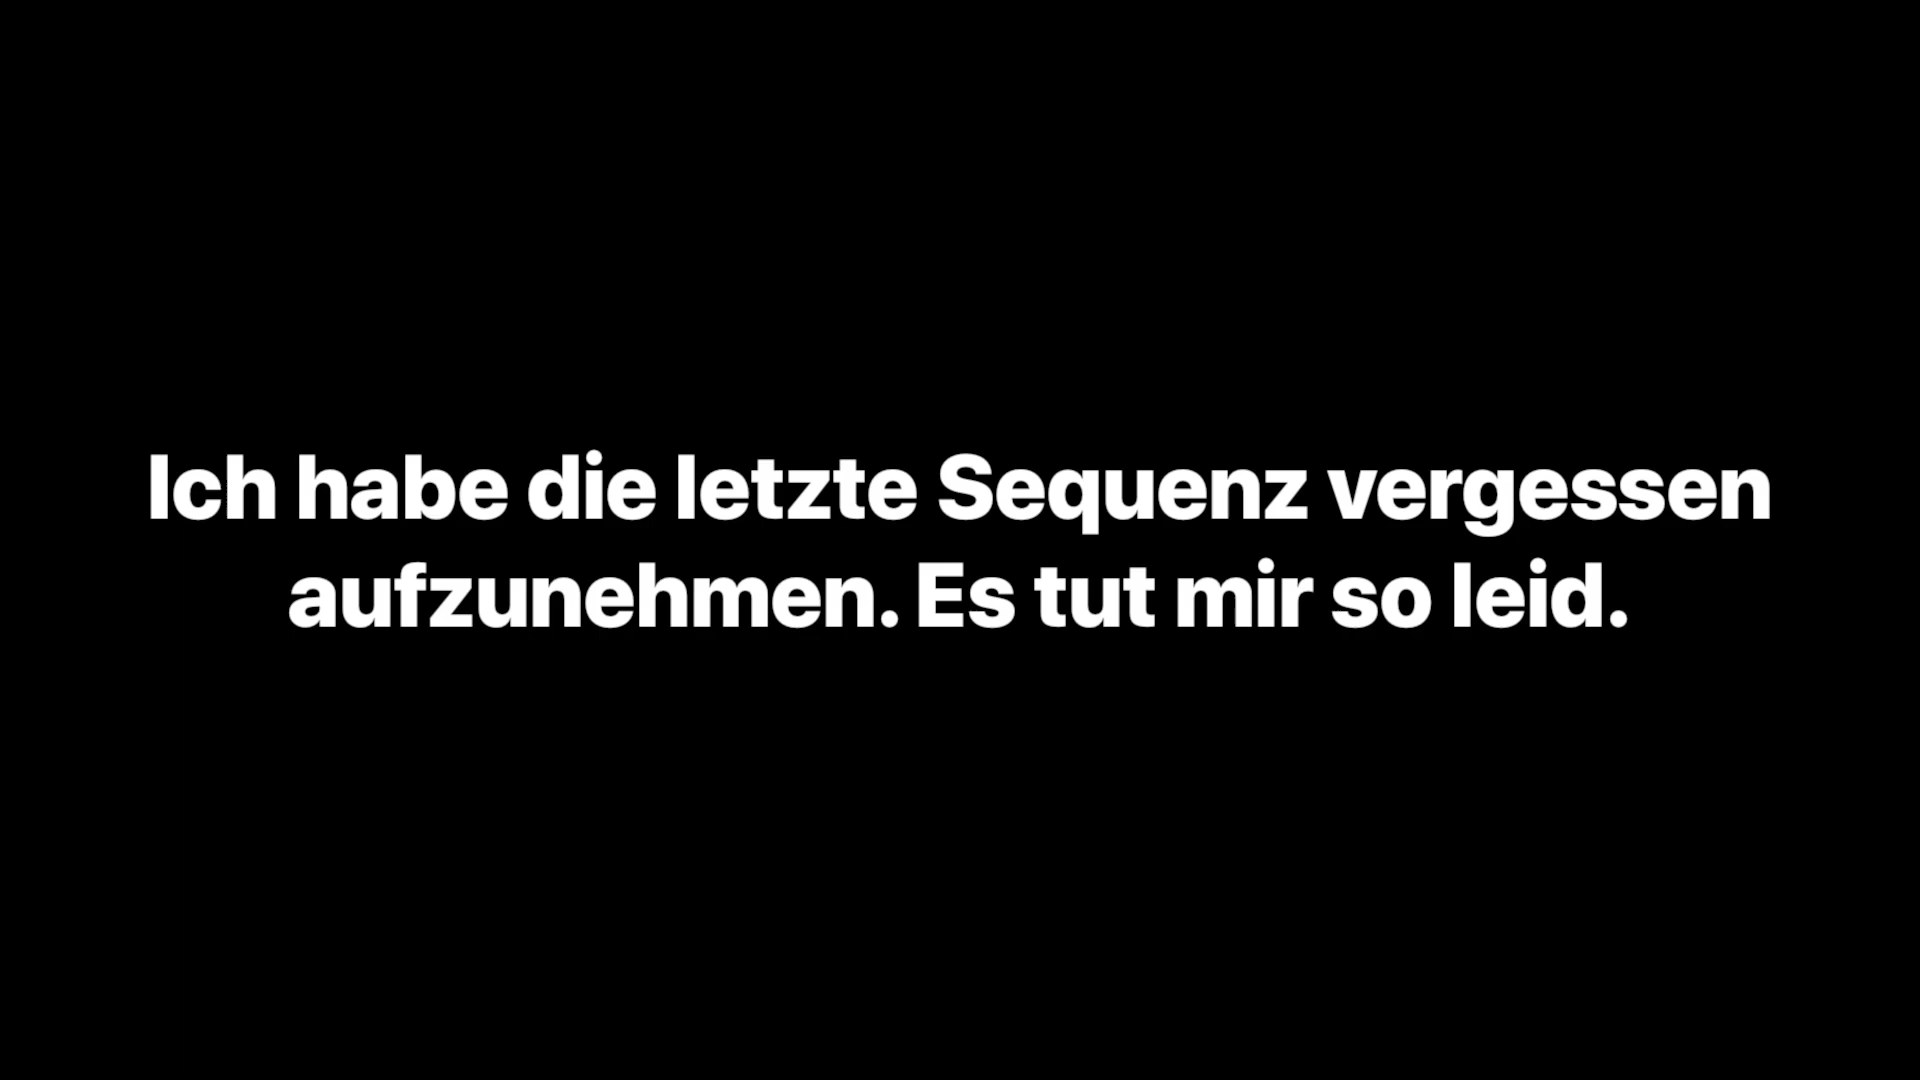 Ich habe die letzte Sequenz vergessen
aufzunehmen. Es tut mir so leid.